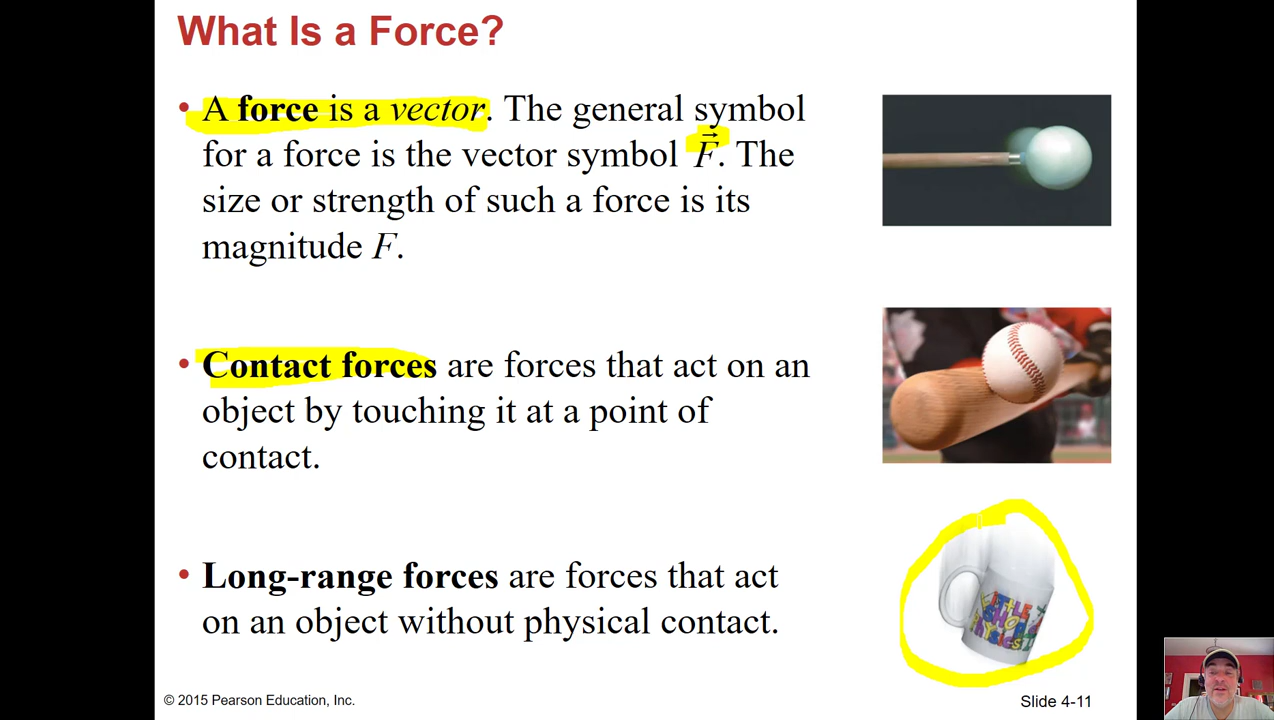 What Is a Force?
• A force is a vector. The general symbol
for a force is the vector symbol F⃗. The
size or strength of such a force is its
magnitude F.
• Contact forces are forces that act on an
object by touching it at a point of
contact.
• Long-range forces are forces that act
on an object without physical contact.
LITTLE
SHOP
PHYSICS
© 2015 Pearson Education, Inc.
Slide 4-11